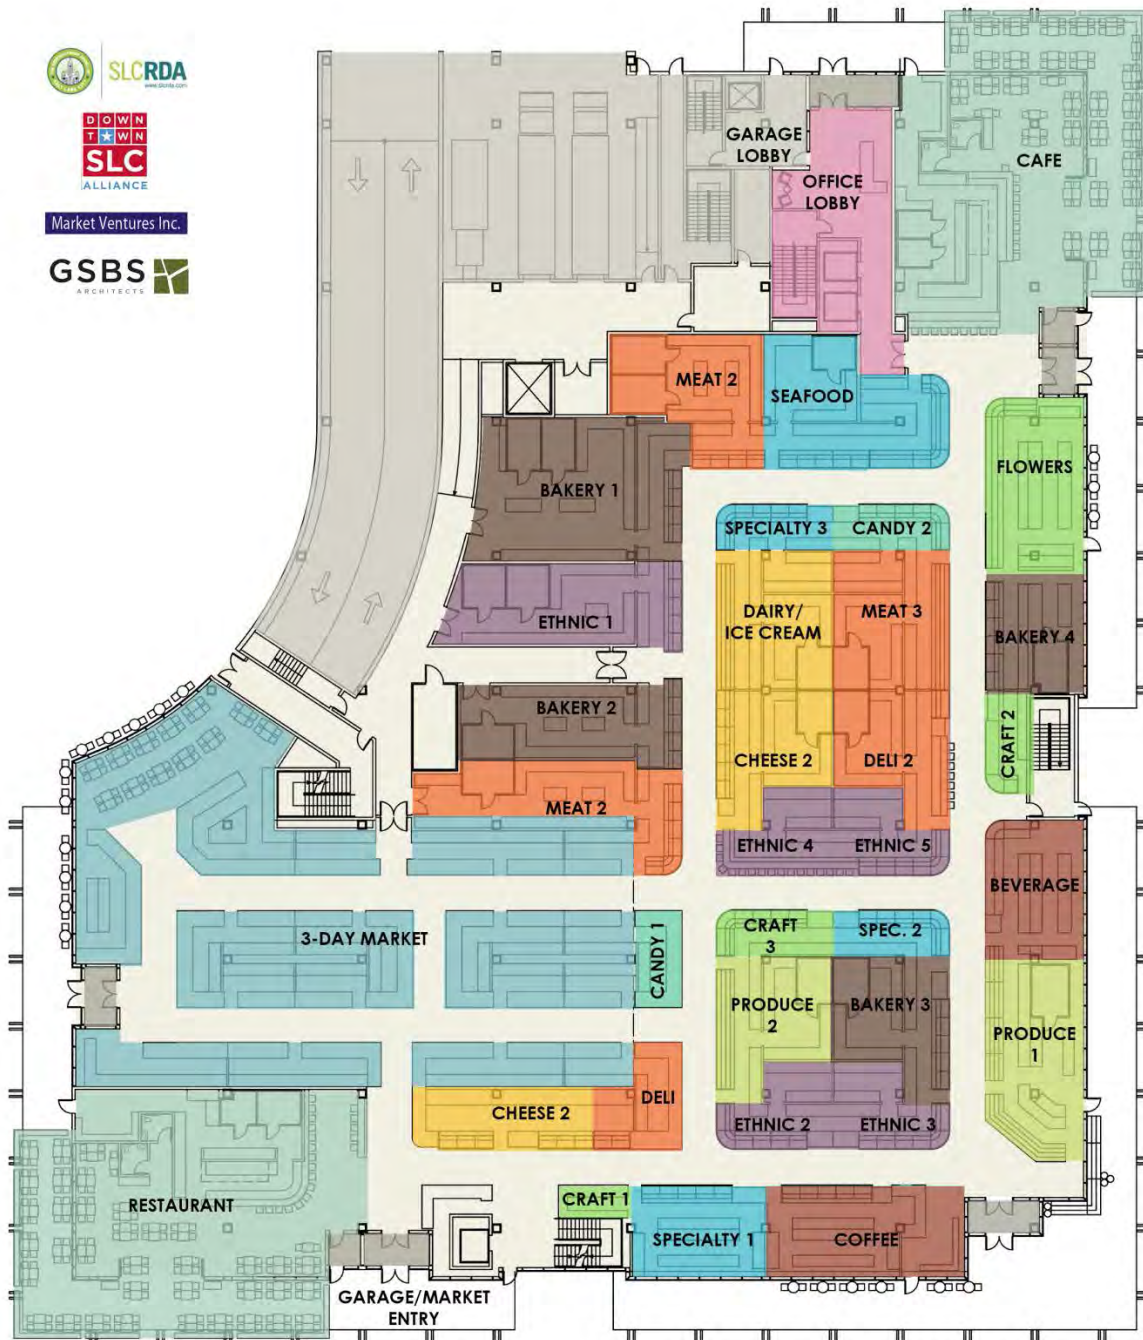 SLCRDA
www.slcrda.com
DOWN
TOWN
SLC
ALLIANCE
Market Ventures Inc.
GSBS
ARCHITECTS
GARAGE
LOBBY
OFFICE
LOBBY
CAFE
MEAT 2
SEAFOOD
FLOWERS
BAKERY 1
SPECIALTY 3
CANDY 2
ETHNIC 1
DAIRY/
ICE CREAM
MEAT 3
BAKERY 4
BAKERY 2
CRAFT 2
CHEESE 2
DELI 2
MEAT 2
ETHNIC 4
ETHNIC 5
BEVERAGE
3-DAY MARKET
CANDY 1
CRAFT
3
SPEC. 2
PRODUCE
2
BAKERY 3
PRODUCE
1
CHEESE 2
DELI
ETHNIC 2
ETHNIC 3
RESTAURANT
CRAFT 1
SPECIALTY 1
COFFEE
GARAGE/MARKET
ENTRY